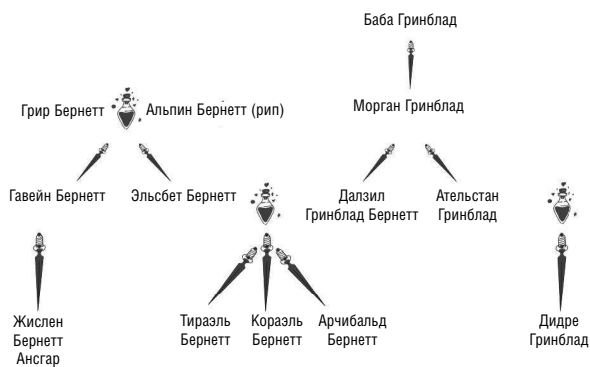 Баба Гринблад
Грир Бернетт
Альпин Бернетт (рип)
Морган Гринблад
Гавейн Бернетт
Эльсбет Бернетт
Далзил
Гринблад Бернетт
Ательстан
Гринблад
Жислен
Бернетт
Ансгар
Тираэль
Бернетт
Кораэль
Бернетт
Арчибальд
Бернетт
Дидре
Гринблад